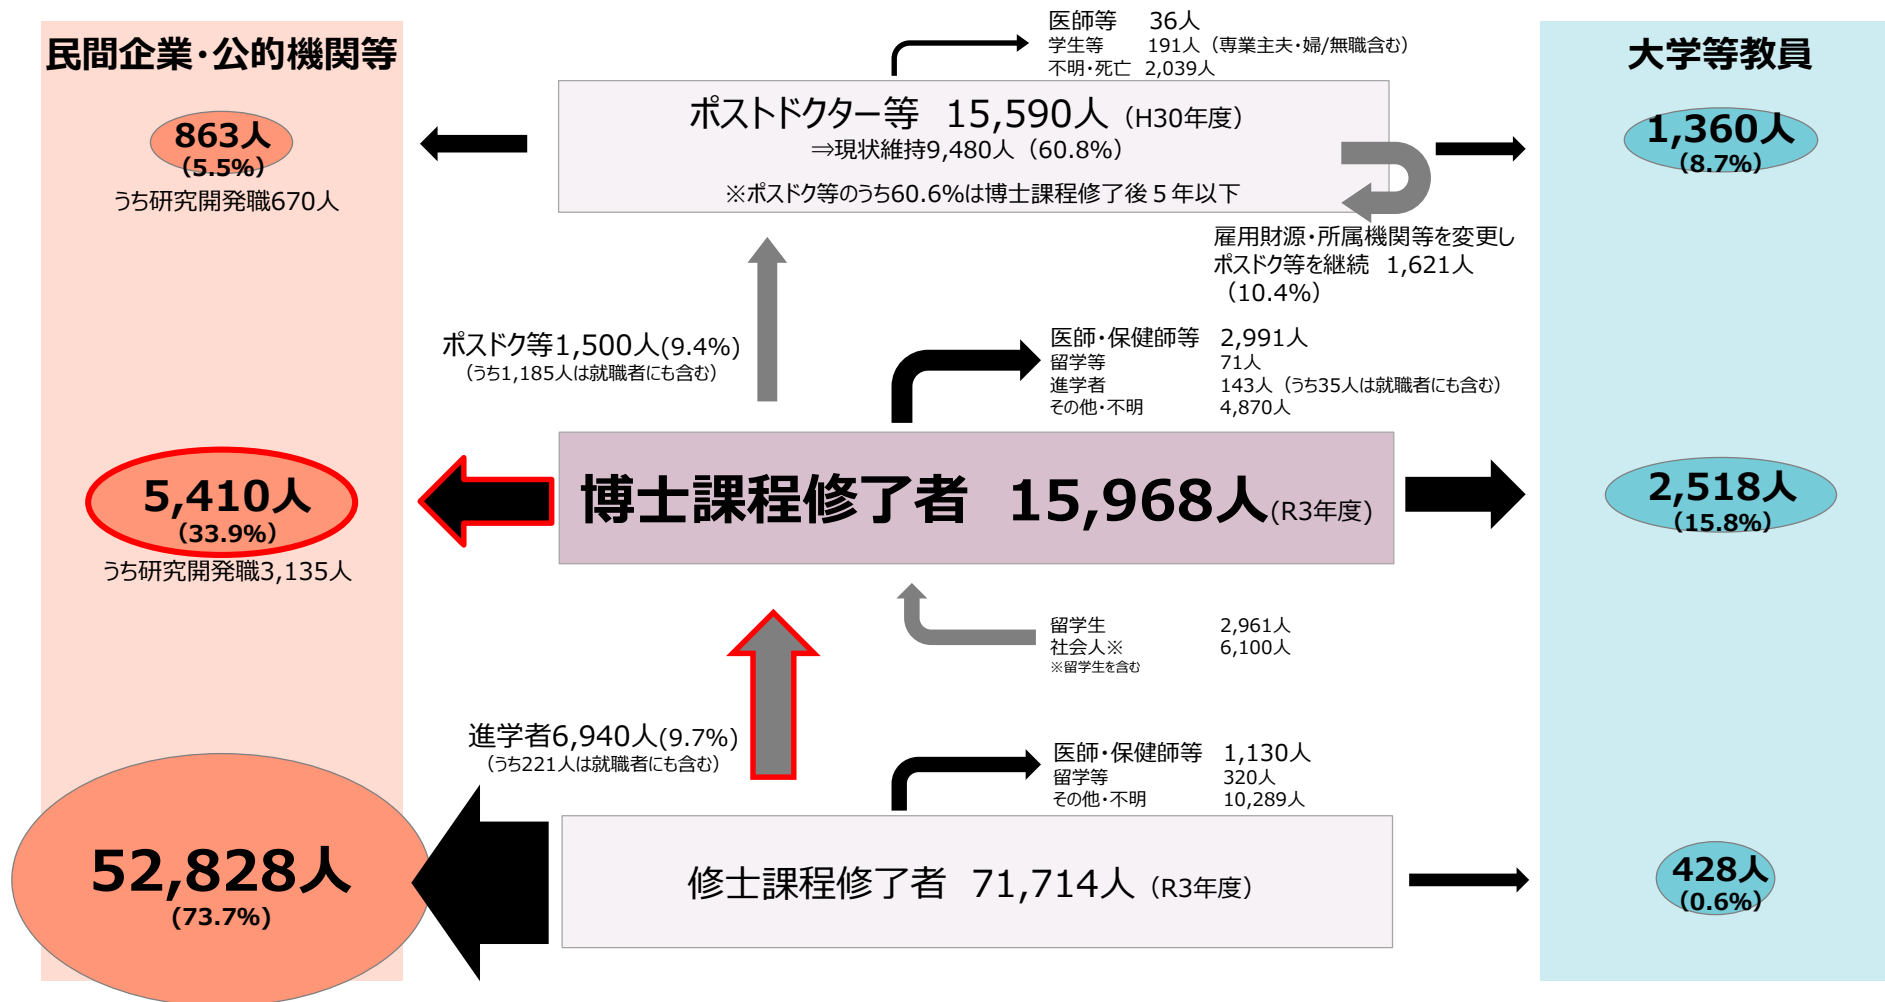 民間企業・公的機関等
863人
(5.5%)
うち研究開発職670人
5,410人
(33.9%)
うち研究開発職3,135人
52,828人
(73.7%)
医師等 36人
学生等 191人（専業主夫・婦/無職含む）
不明・死亡 2,039人
ポストドクター等 15,590人（H30年度）
⇒現状維持9,480人（60.8%）
※ポスドク等のうち60.6%は博士課程修了後５年以下
雇用財源・所属機関等を変更し
ポスドク等を継続 1,621人
（10.4%）
ポスドク等1,500人(9.4%)
（うち1,185人は就職者にも含む）
医師・保健師等 2,991人
留学等 71人
進学者 143人（うち35人は就職者にも含む）
その他・不明 4,870人
博士課程修了者 15,968人(R3年度)
留学生 2,961人
社会人※ 6,100人
※留学生を含む
進学者6,940人(9.7%)
（うち221人は就職者にも含む）
医師・保健師等 1,130人
留学等 320人
その他・不明 10,289人
修士課程修了者 71,714人（R3年度）
大学等教員
1,360人
（8.7%）
2,518人
（15.8%）
428人
（0.6%）